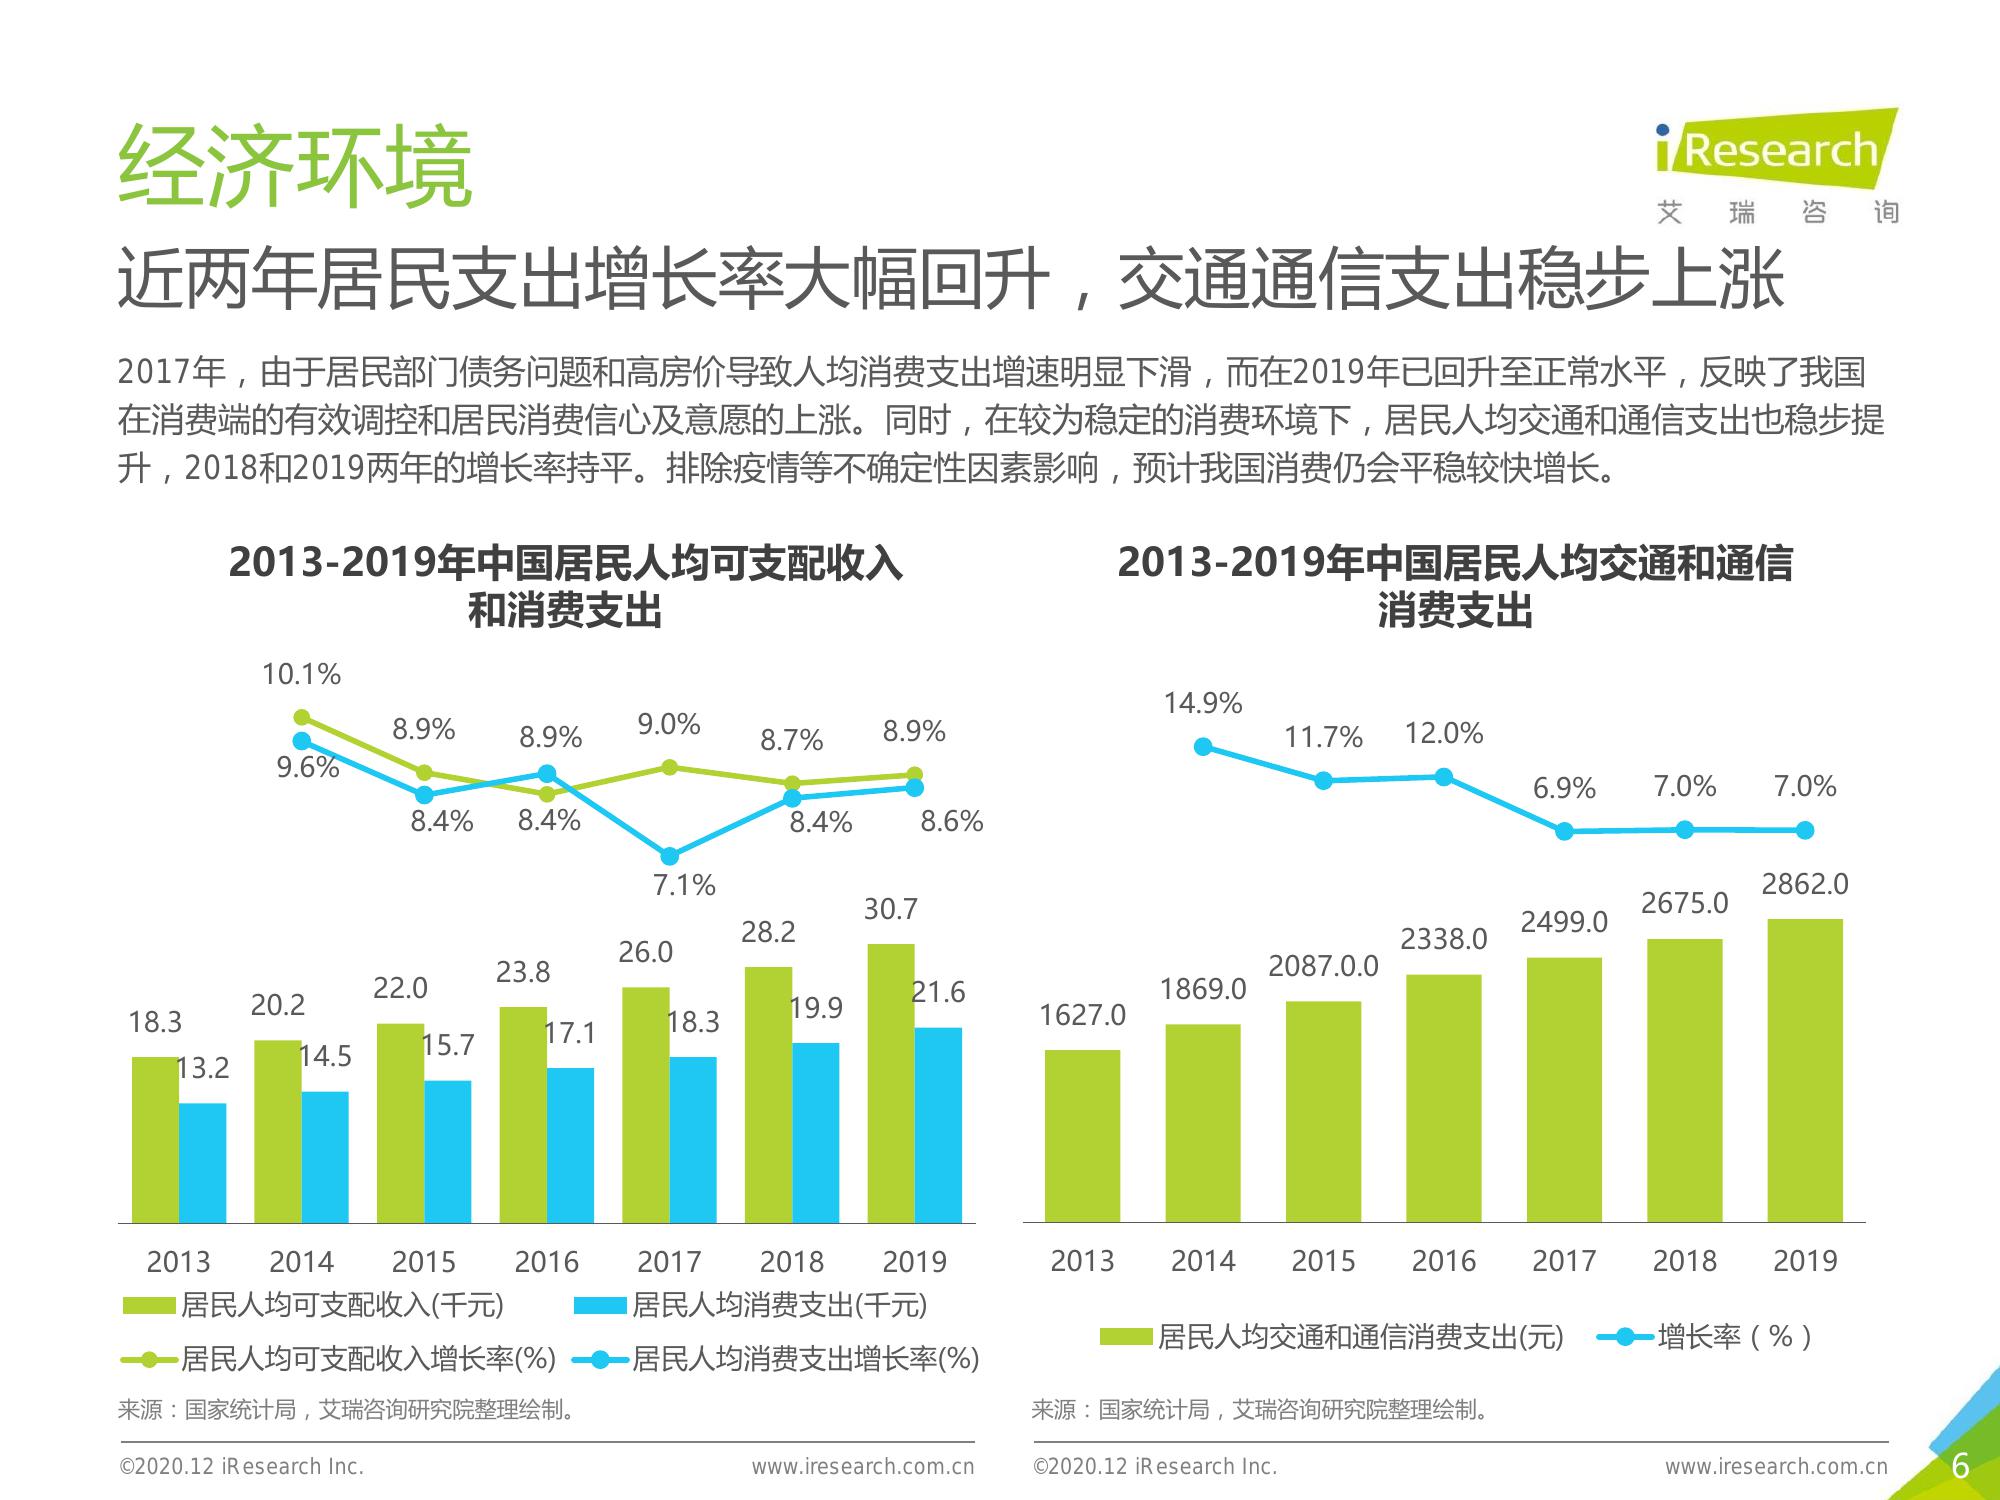 经济环境
iResearch
艾瑞咨询
近两年居民支出增长率大幅回升，交通通信支出稳步上涨
2017年，由于居民部门债务问题和高房价导致人均消费支出增速明显下滑，而在2019年已回升至正常水平，反映了我国
在消费端的有效调控和居民消费信心及意愿的上涨。同时，在较为稳定的消费环境下，居民人均交通和通信支出也稳步提
升，2018和2019两年的增长率持平。排除疫情等不确定性因素影响，预计我国消费仍会平稳较快增长。
2013-2019年中国居民人均可支配收入
和消费支出
10.1%
8.9%
8.9%
9.0%
8.7%
8.9%
9.6%
8.4%
8.4%
7.1%
8.4%
8.6%
18.3
20.2
22.0
23.8
26.0
28.2
30.7
13.2
14.5
15.7
17.1
18.3
19.9
21.6
2013 2014 2015 2016 2017 2018 2019
居民人均可支配收入(千元) 居民人均消费支出(千元)
居民人均可支配收入增长率(%) 居民人均消费支出增长率(%)
来源：国家统计局，艾瑞咨询研究院整理绘制。
©2020.12 iResearch Inc. www.iresearch.com.cn
2013-2019年中国居民人均交通和通信
消费支出
14.9%
11.7%
12.0%
6.9%
7.0%
7.0%
1627.0
1869.0
2087.0.0
2338.0
2499.0
2675.0
2862.0
2013 2014 2015 2016 2017 2018 2019
居民人均交通和通信消费支出(元) 增长率（%）
来源：国家统计局，艾瑞咨询研究院整理绘制。
©2020.12 iResearch Inc. www.iresearch.com.cn
6